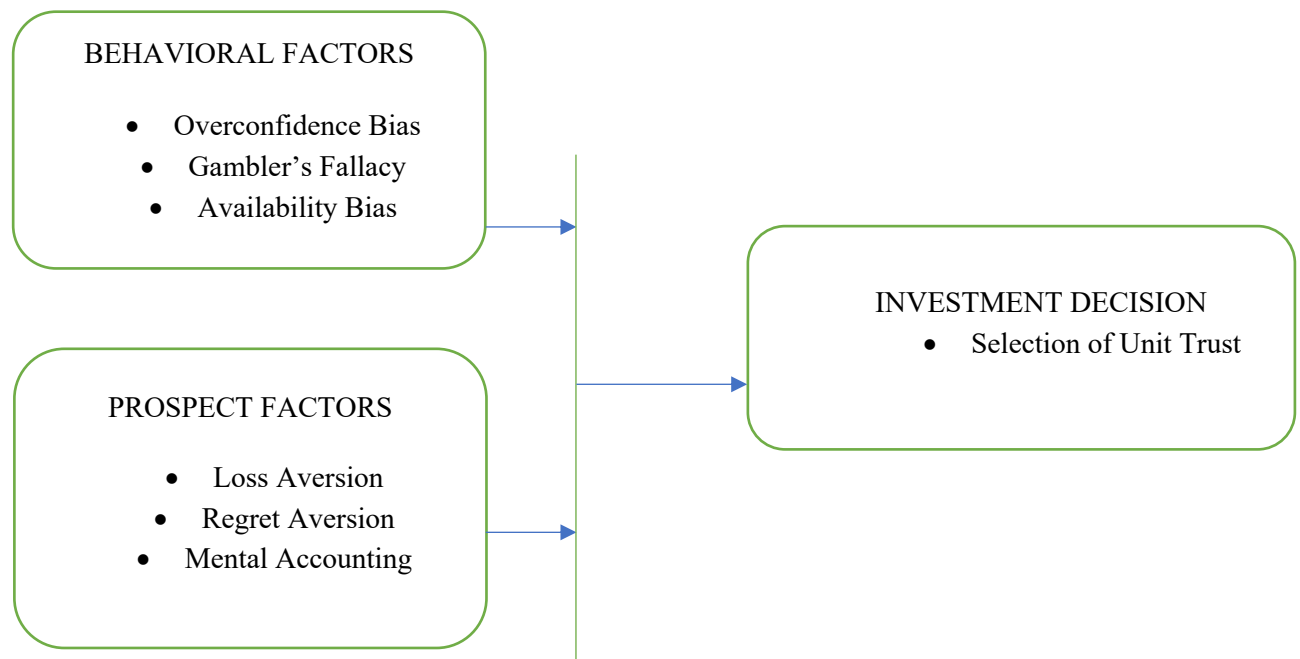 BEHAVIORAL FACTORS
• Overconfidence Bias
• Gambler’s Fallacy
• Availability Bias
PROSPECT FACTORS
• Loss Aversion
• Regret Aversion
• Mental Accounting
INVESTMENT DECISION
• Selection of Unit Trust